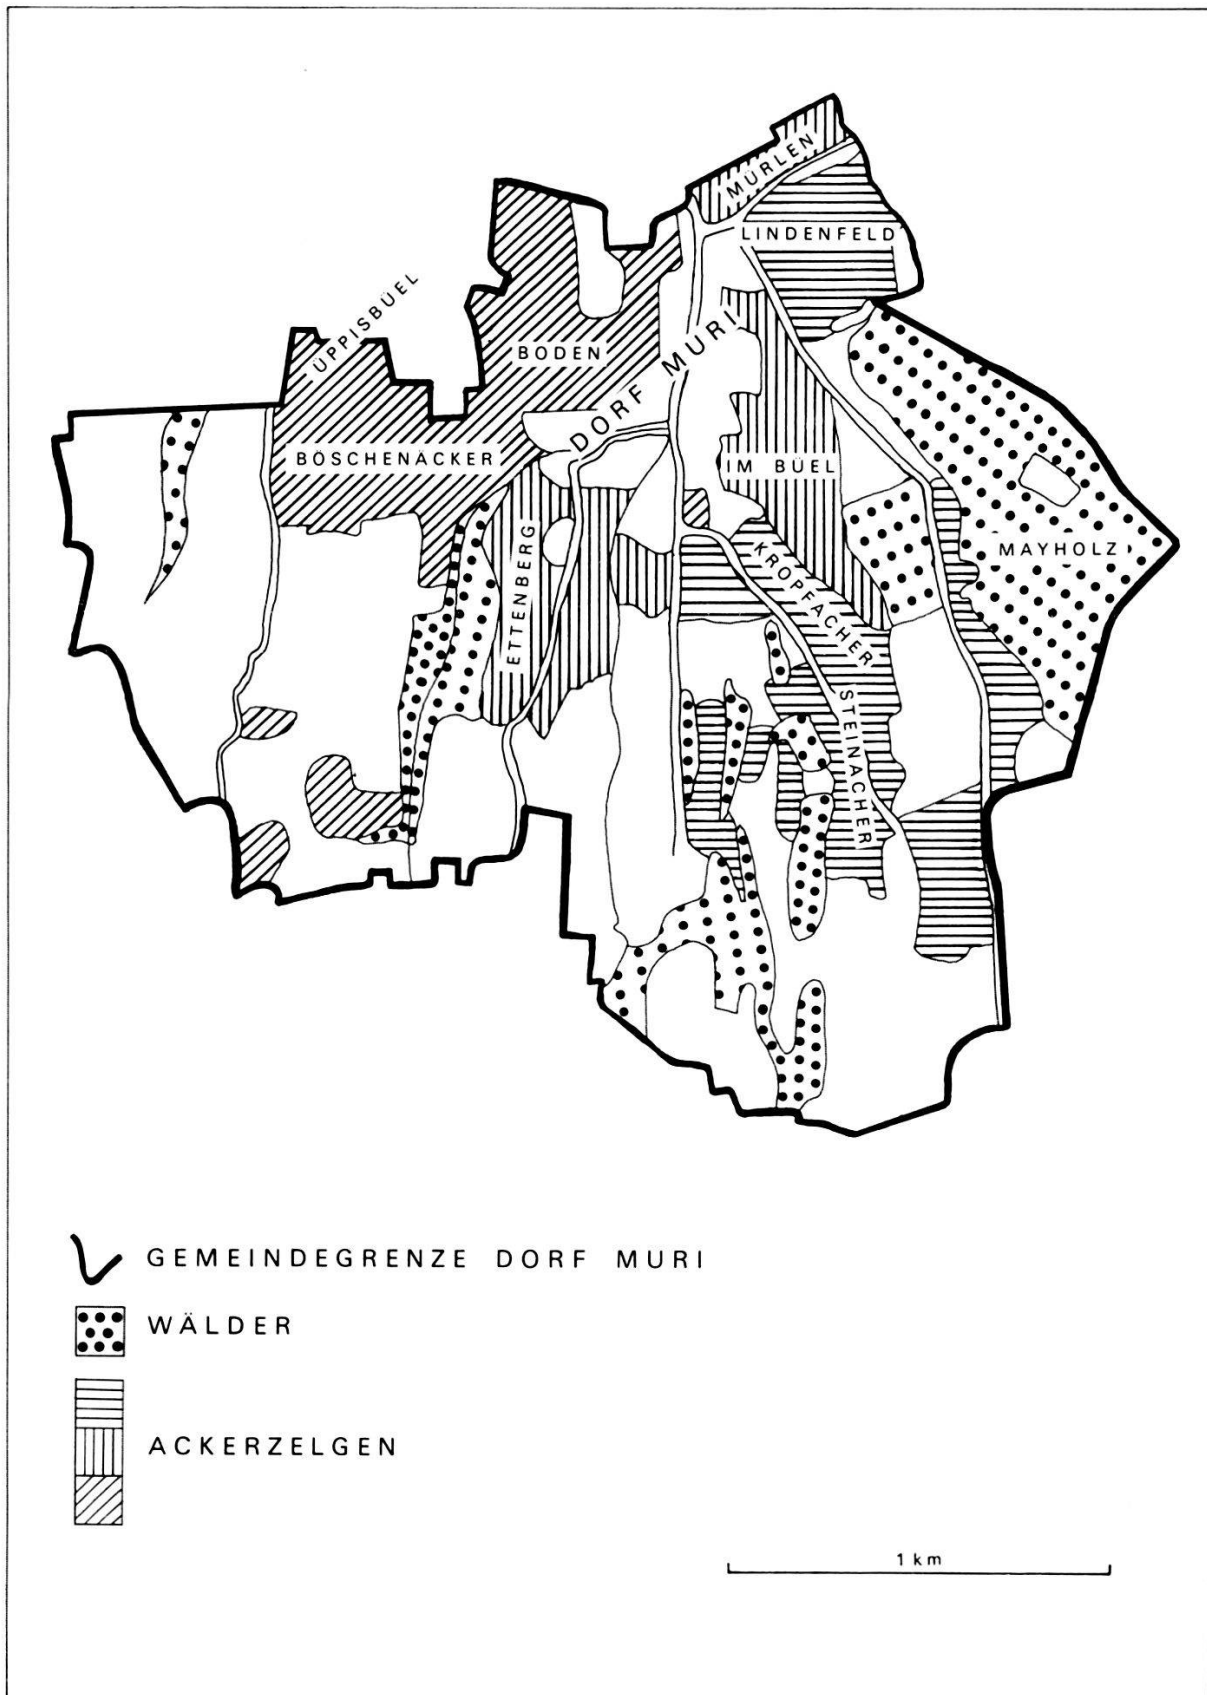 MÜRLEN
LINDENFELD
ÜPPISBÜEL
BODEN
DORF MURI
BÖSCHENÄCKER
IM BÜEL
ETTENBERG
KROPFACHER
MAYHOLZ
STEINACHER
GEMEINDEGRENZE DORF MURI
WÄLDER
ACKERZELGEN
1 km